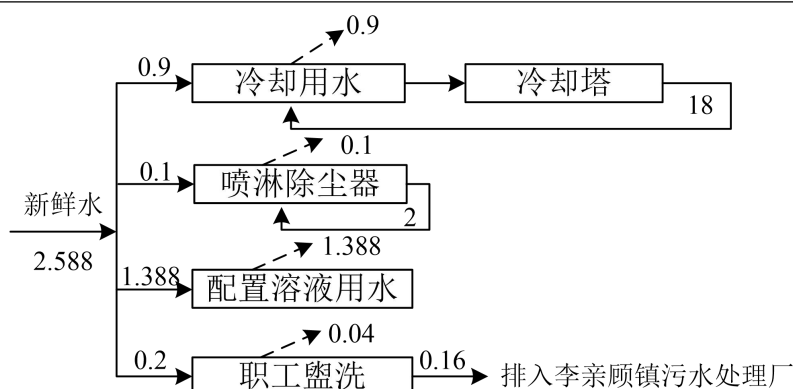 0.9
0.9
冷却用水
冷却塔
18
0.1
0.1
喷淋除尘器
2
新鲜水
2.588
1.388
1.388
配置溶液用水
0.04
0.2
职工盥洗
0.16
排入李亲顾镇污水处理厂